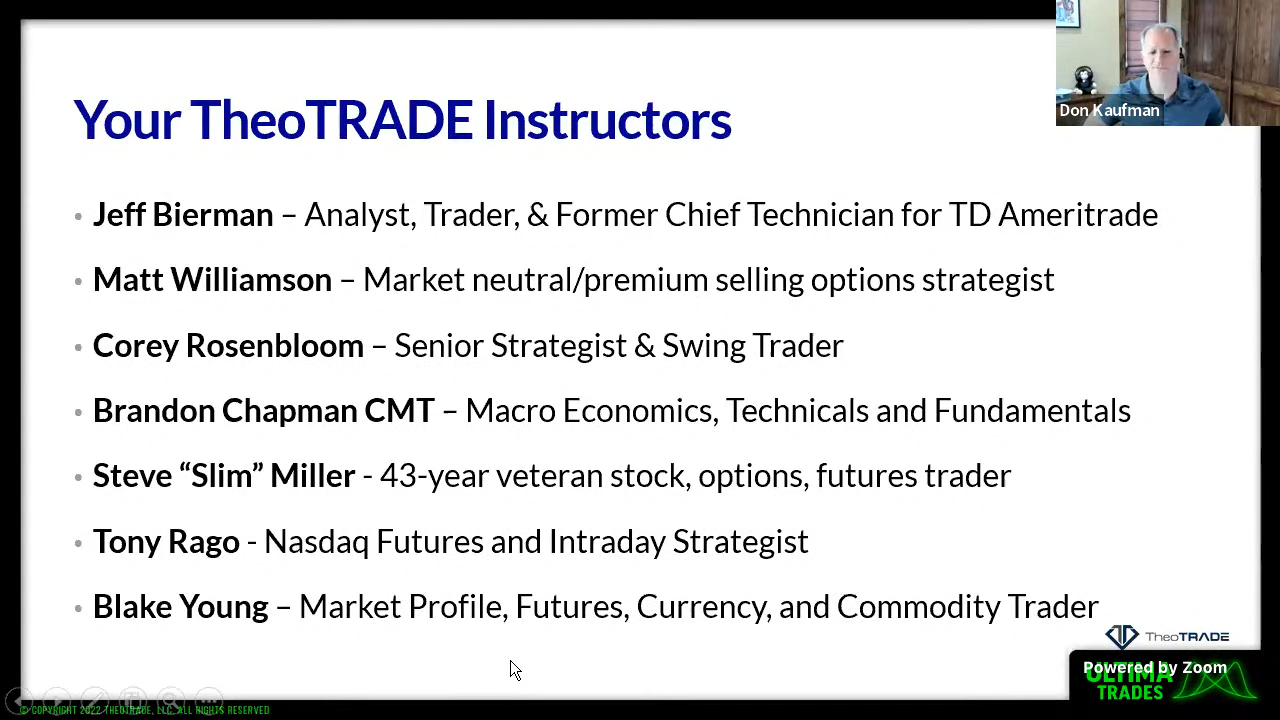 Your TheoTRADE Instructors
Don Kaufman
• Jeff Bierman – Analyst, Trader, & Former Chief Technician for TD Ameritrade
• Matt Williamson – Market neutral/premium selling options strategist
• Corey Rosenbloom – Senior Strategist & Swing Trader
• Brandon Chapman CMT – Macro Economics, Technicals and Fundamentals
• Steve “Slim” Miller - 43-year veteran stock, options, futures trader
• Tony Rago - Nasdaq Futures and Intraday Strategist
• Blake Young – Market Profile, Futures, Currency, and Commodity Trader
TheoTRADE
Powered by Zoom
ULTIMA
TRADES
© COPYRIGHT 2022 THEOTRADE, LLC. ALL RIGHTS RESERVED